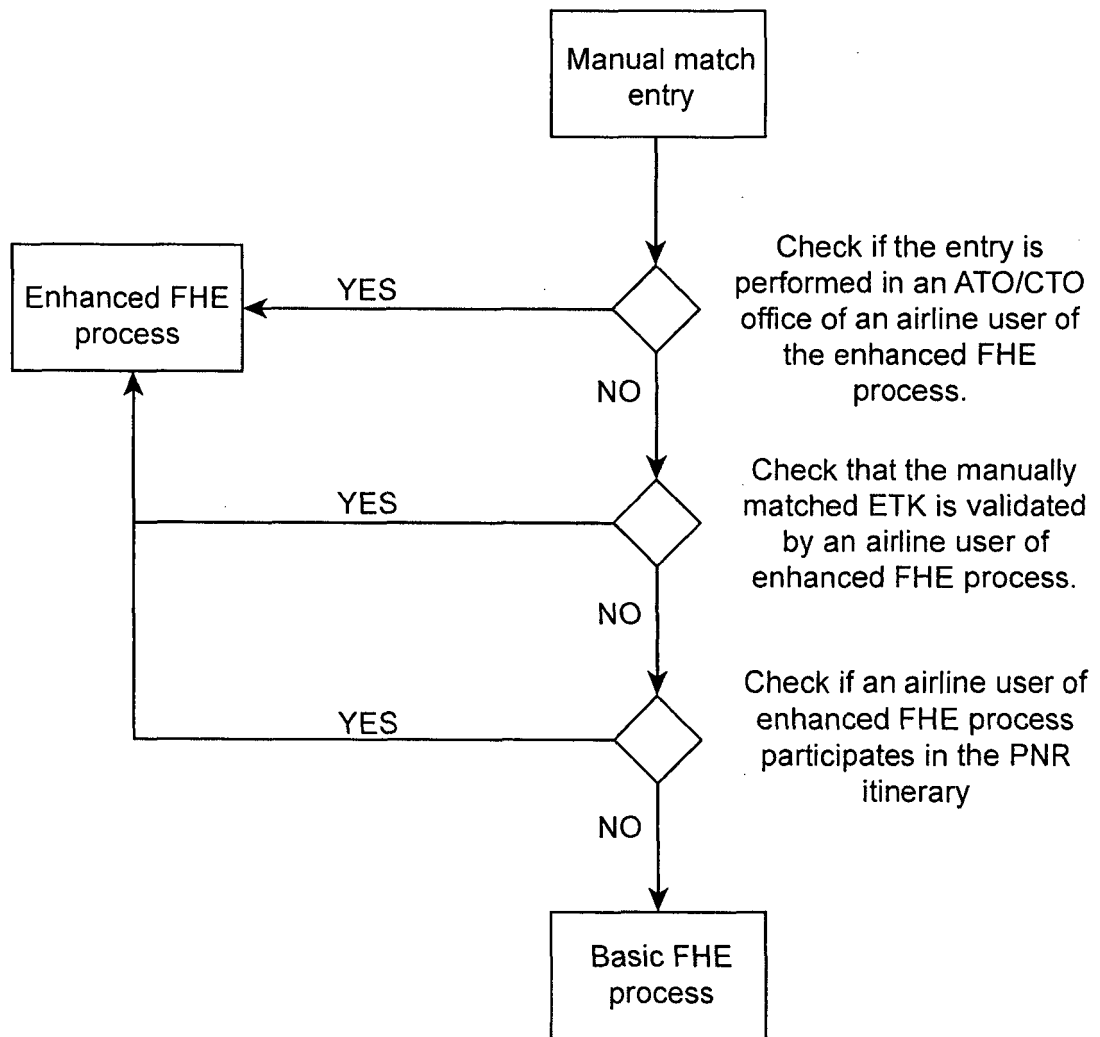 Manual match
entry
Check if the entry is
performed in an ATO/CTO
office of an airline user of
the enhanced FHE
process.
Enhanced FHE
process
YES
NO
Check that the manually
matched ETK is validated
by an airline user of
enhanced FHE process.
YES
NO
Check if an airline user of
enhanced FHE process
participates in the PNR
itinerary
YES
NO
Basic FHE
process